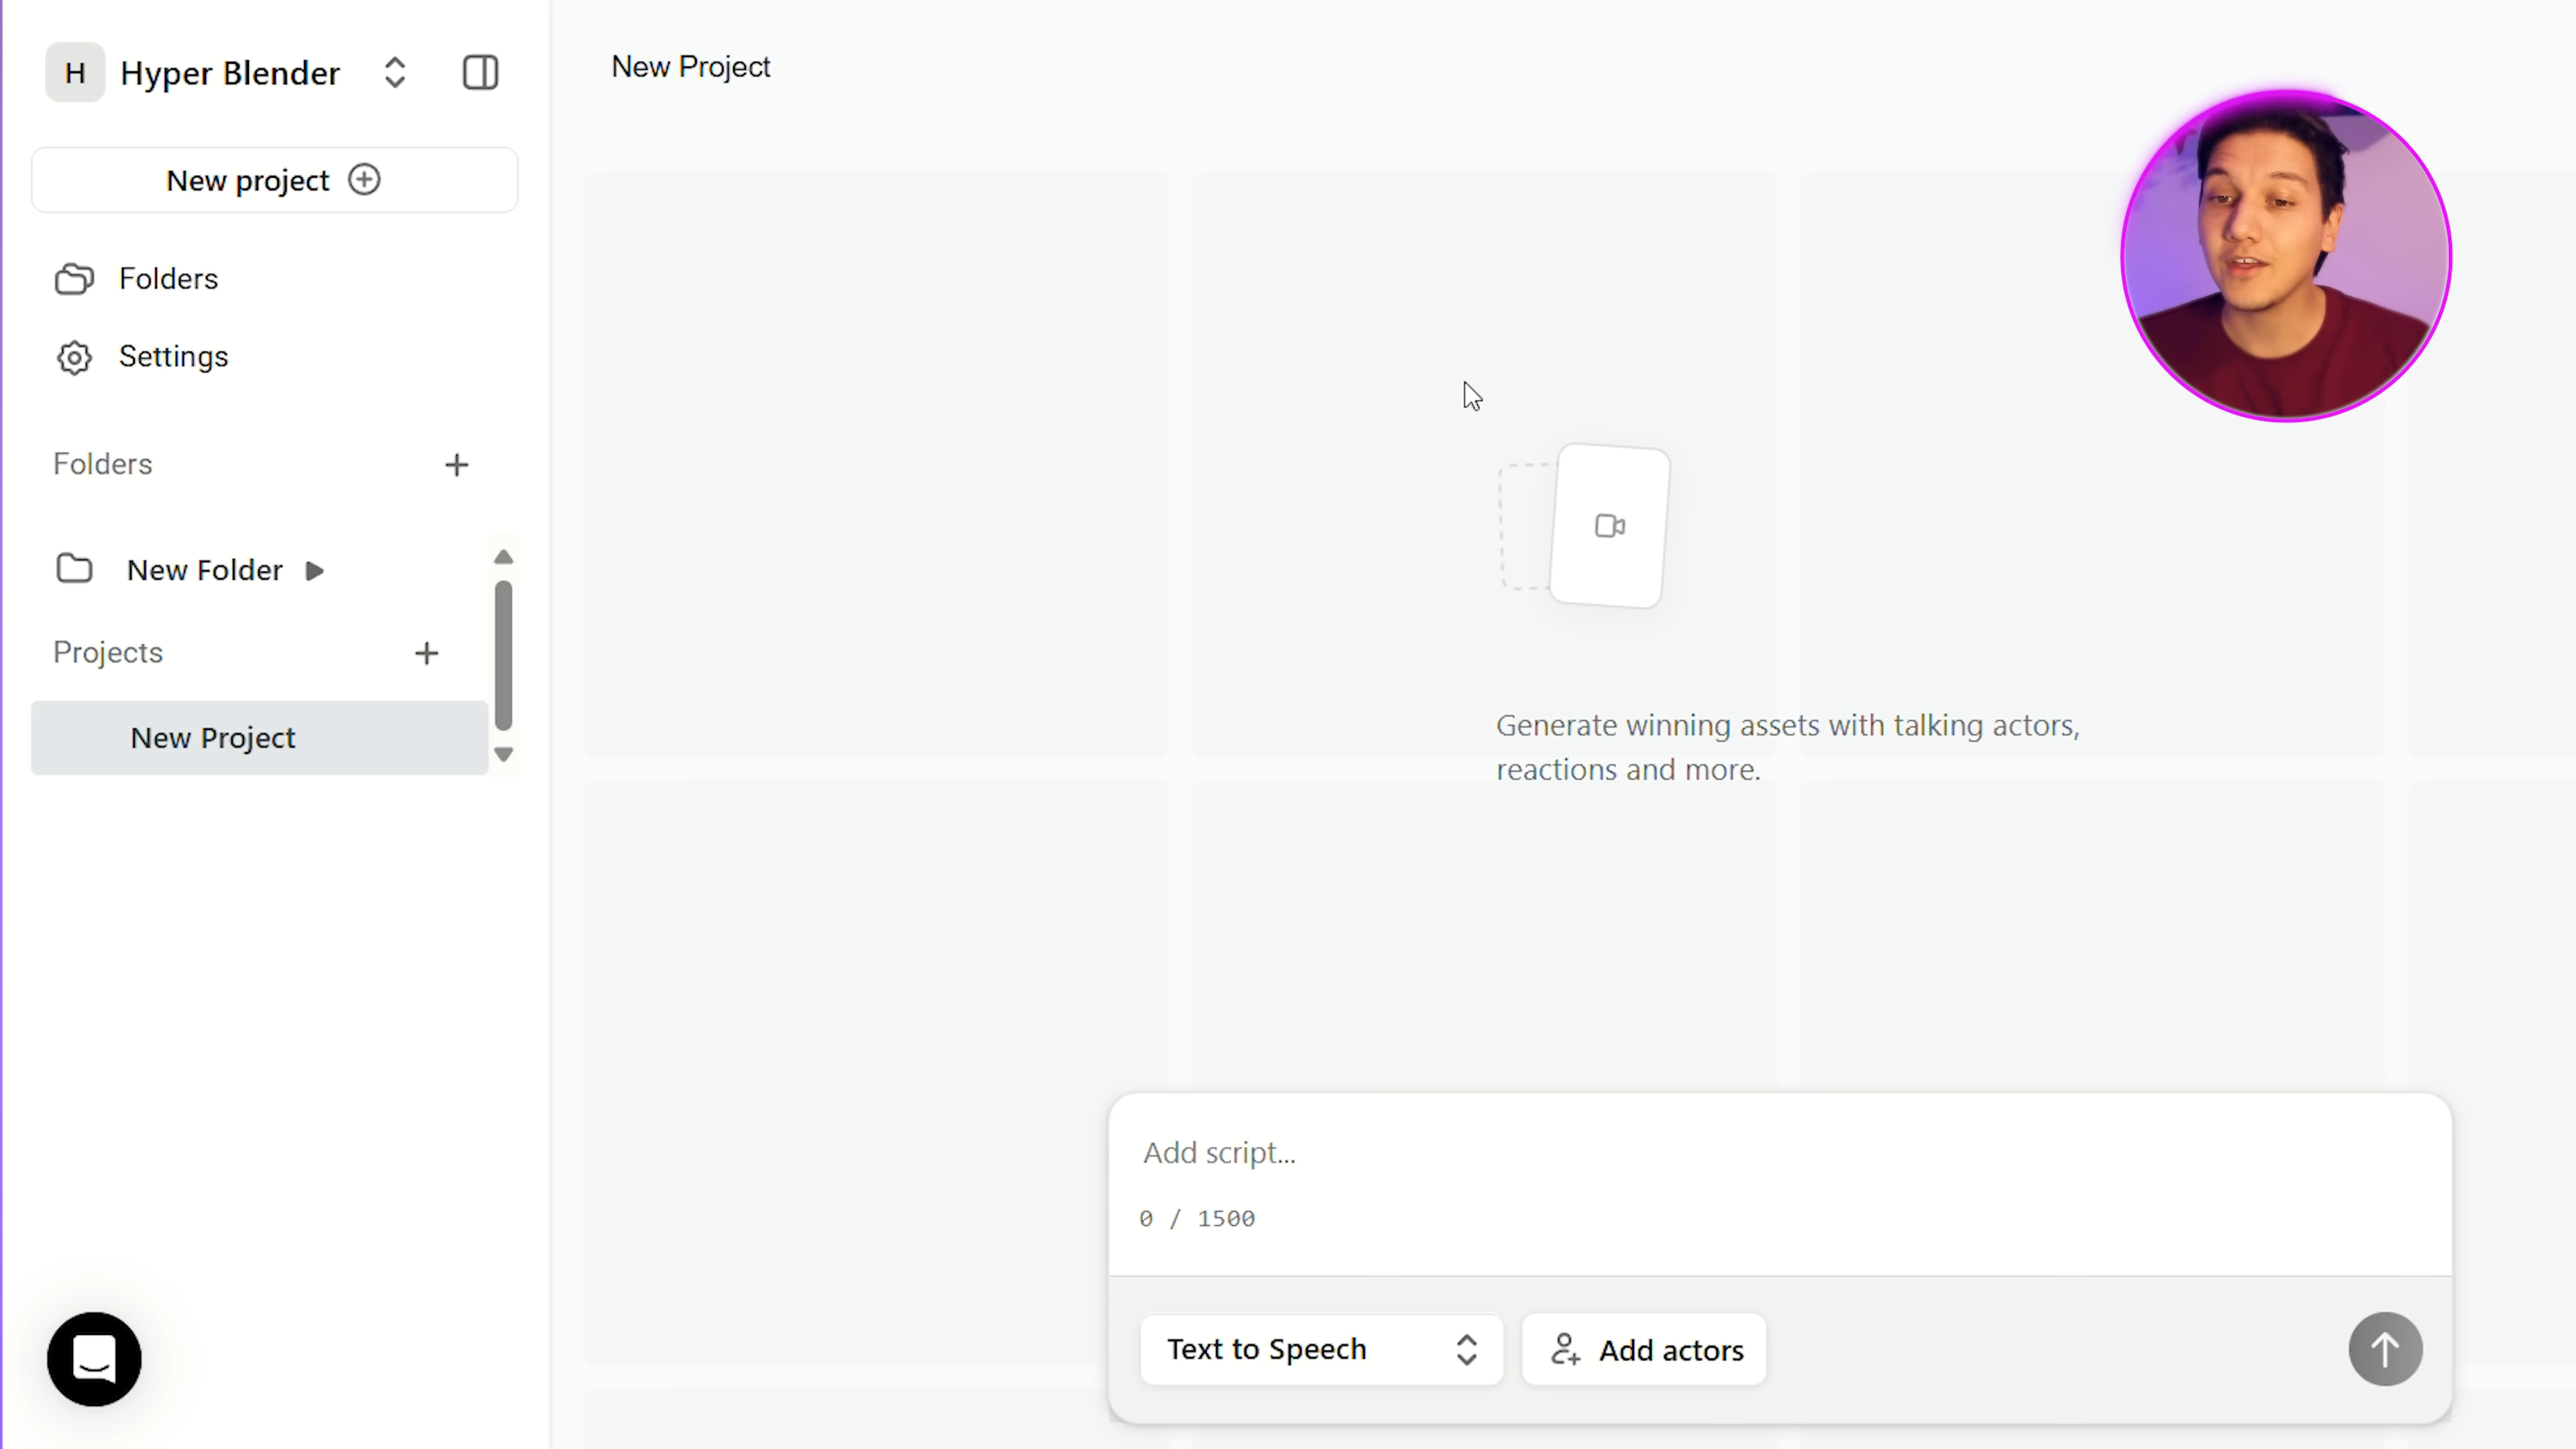 H Hyper Blender
New project
Folders
Settings
Folders
New Folder
Projects
New Project
New Project
Generate winning assets with talking actors,
reactions and more.
Add script...
0 / 1500
Text to Speech
Add actors